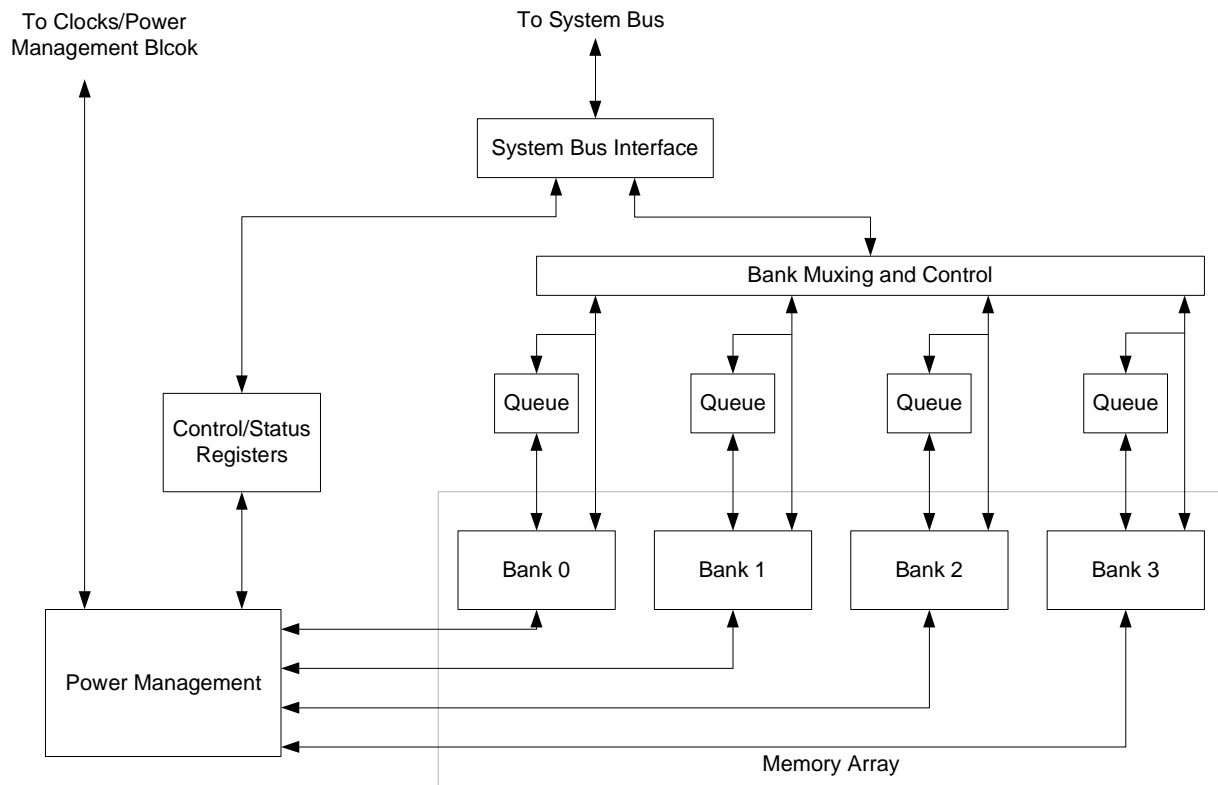 To Clocks/Power
Management Blcok
To System Bus
System Bus Interface
Bank Muxing and Control
Queue
Queue
Queue
Queue
Control/Status
Registers
Bank 0
Bank 1
Bank 2
Bank 3
Power Management
Memory Array